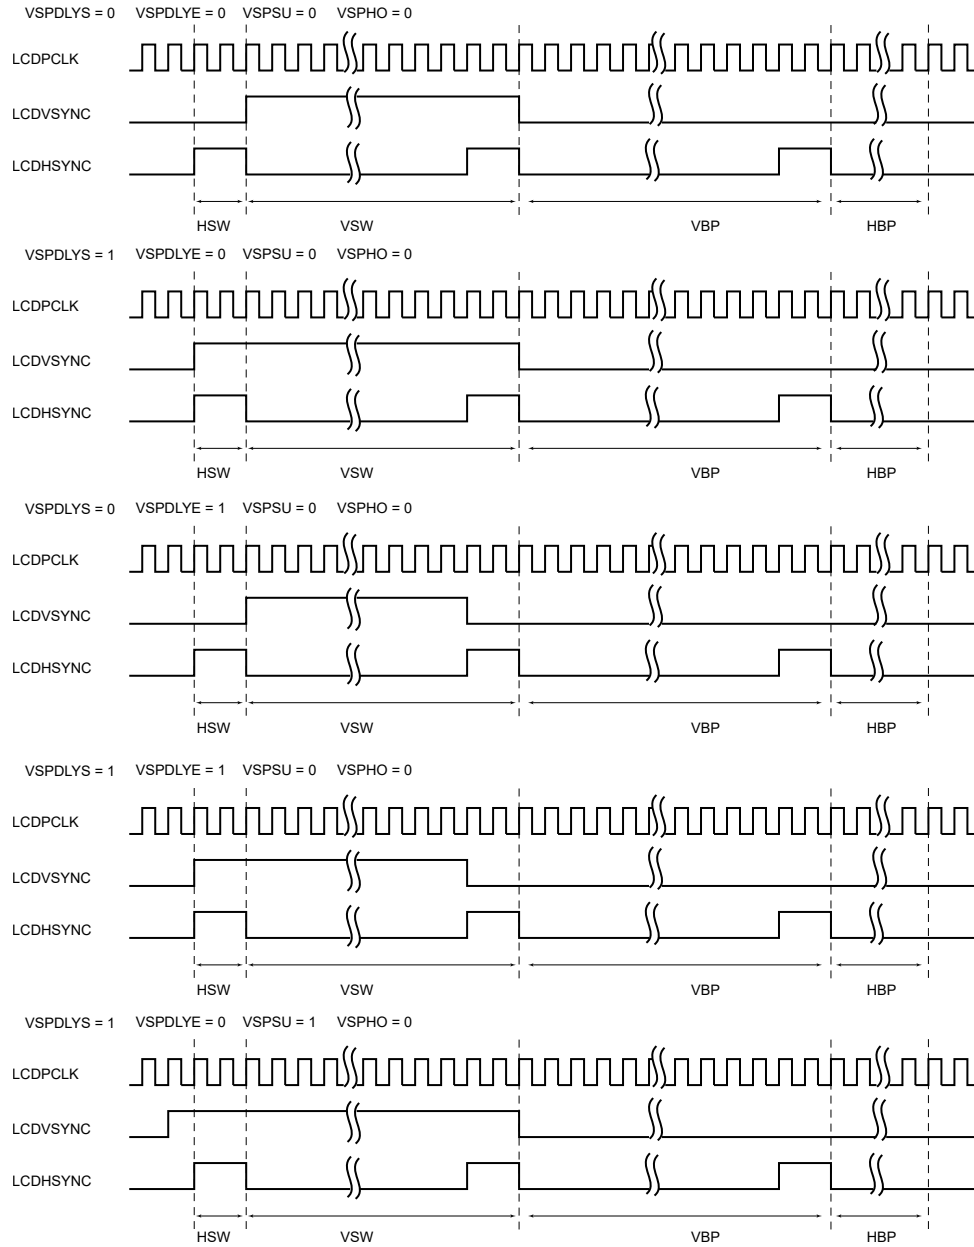 VSPDLYS = 0 VSPDLYE = 0 VSPSU = 0 VSPHO = 0
LCDPCLK
LCDVSYNC
LCDHSYNC
HSW VSW VBP HBP
VSPDLYS = 1 VSPDLYE = 0 VSPSU = 0 VSPHO = 0
LCDPCLK
LCDVSYNC
LCDHSYNC
HSW VSW VBP HBP
VSPDLYS = 0 VSPDLYE = 1 VSPSU = 0 VSPHO = 0
LCDPCLK
LCDVSYNC
LCDHSYNC
HSW VSW VBP HBP
VSPDLYS = 1 VSPDLYE = 1 VSPSU = 0 VSPHO = 0
LCDPCLK
LCDVSYNC
LCDHSYNC
HSW VSW VBP HBP
VSPDLYS = 1 VSPDLYE = 0 VSPSU = 1 VSPHO = 0
LCDPCLK
LCDVSYNC
LCDHSYNC
HSW VSW VBP HBP